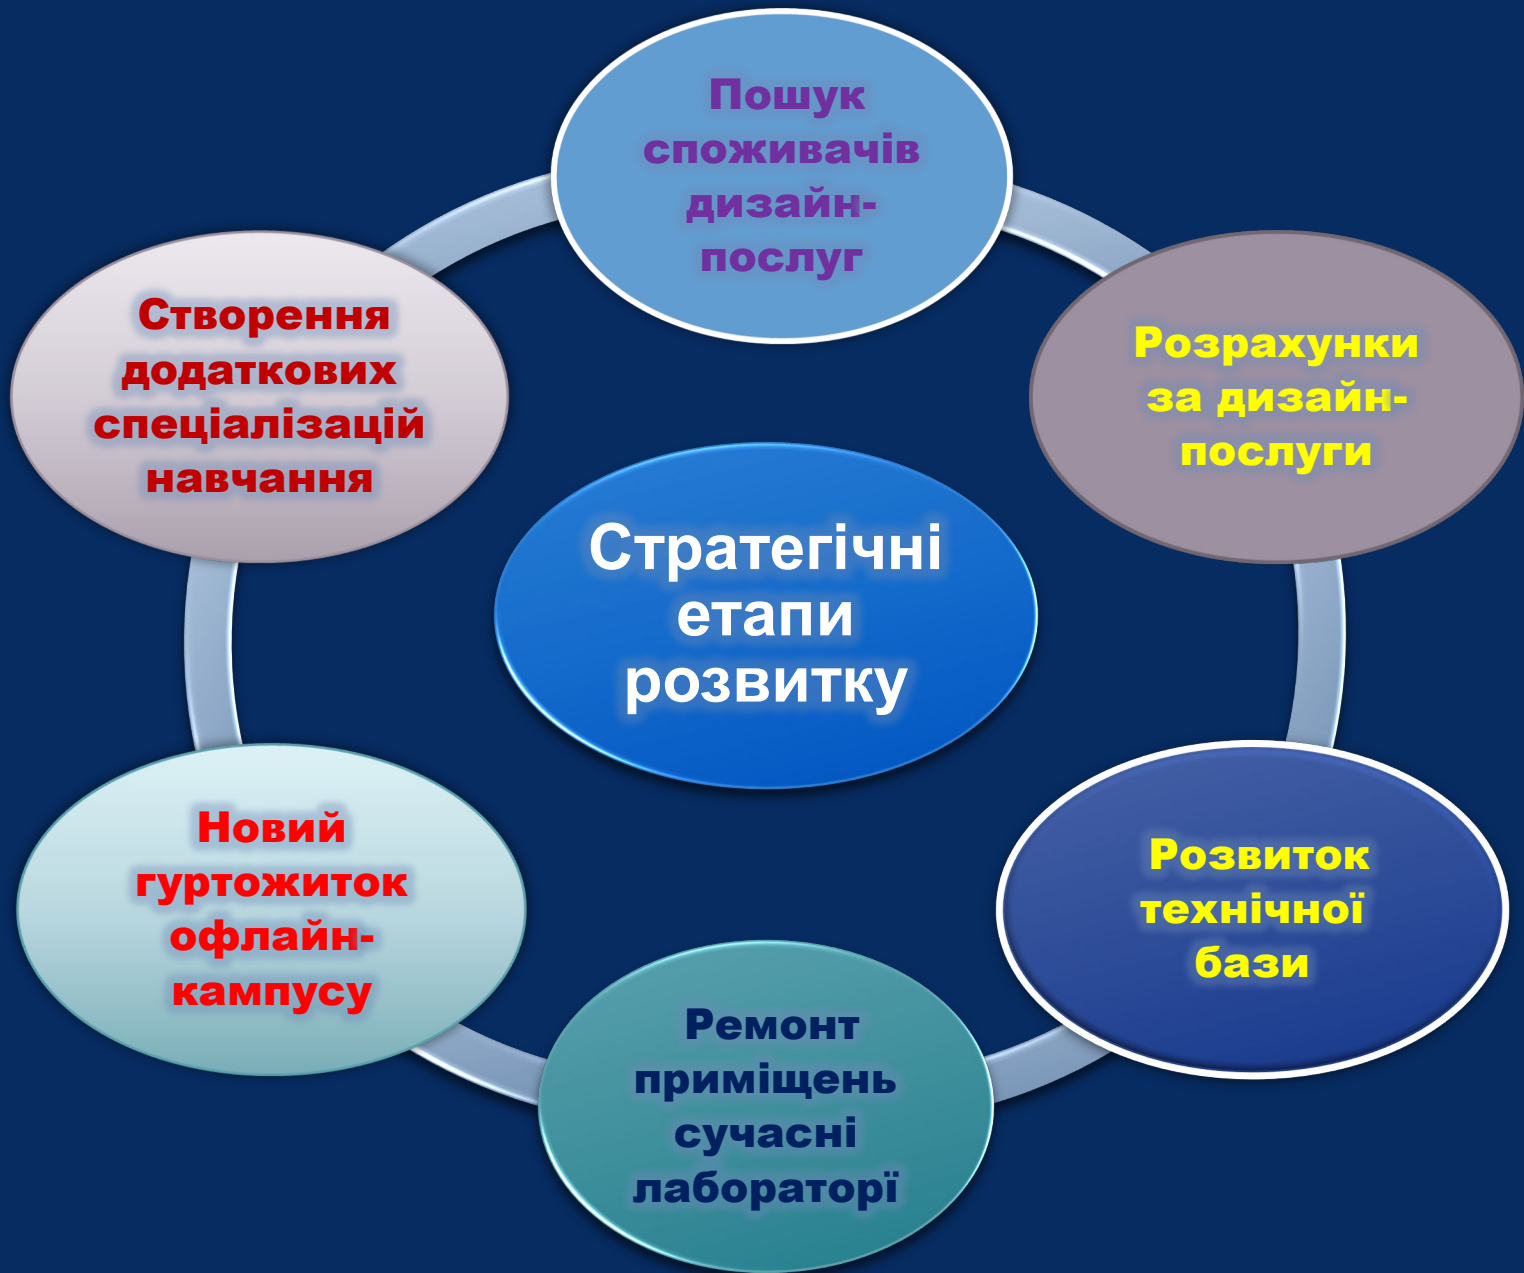 Пошук
споживачів
дизайн-
послуг
Розрахунки
за дизайн-
послуги
Розвиток
технічної
бази
Ремонт
приміщень
сучасні
лабораторї
Новий
гуртожиток
офлайн-
кампусу
Створення
додаткових
спеціалізацій
навчання
Стратегічні
етапи
розвитку